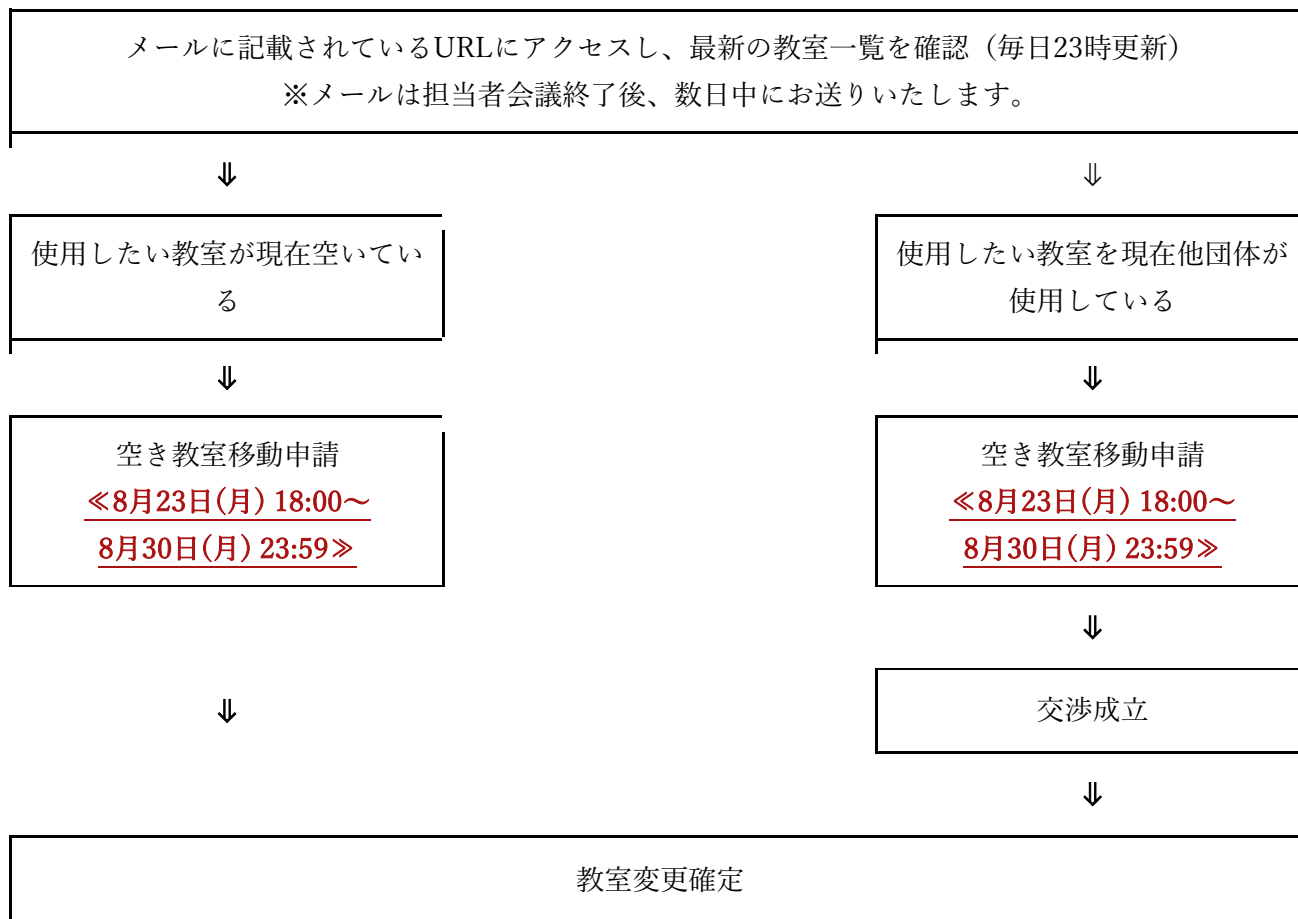 メールに記載されているURLにアクセスし、最新の教室一覧を確認（毎日23時更新）
※メールは担当者会議終了後、数日中にお送りいたします。
⇓
⇓
使用したい教室が現在空いてい
る
使用したい教室を現在他団体が
使用している
⇓
⇓
空き教室移動申請
≪8月23日(月) 18:00～
8月30日(月) 23:59≫
空き教室移動申請
≪8月23日(月) 18:00～
8月30日(月) 23:59≫
⇓
⇓
交渉成立
⇓
教室変更確定